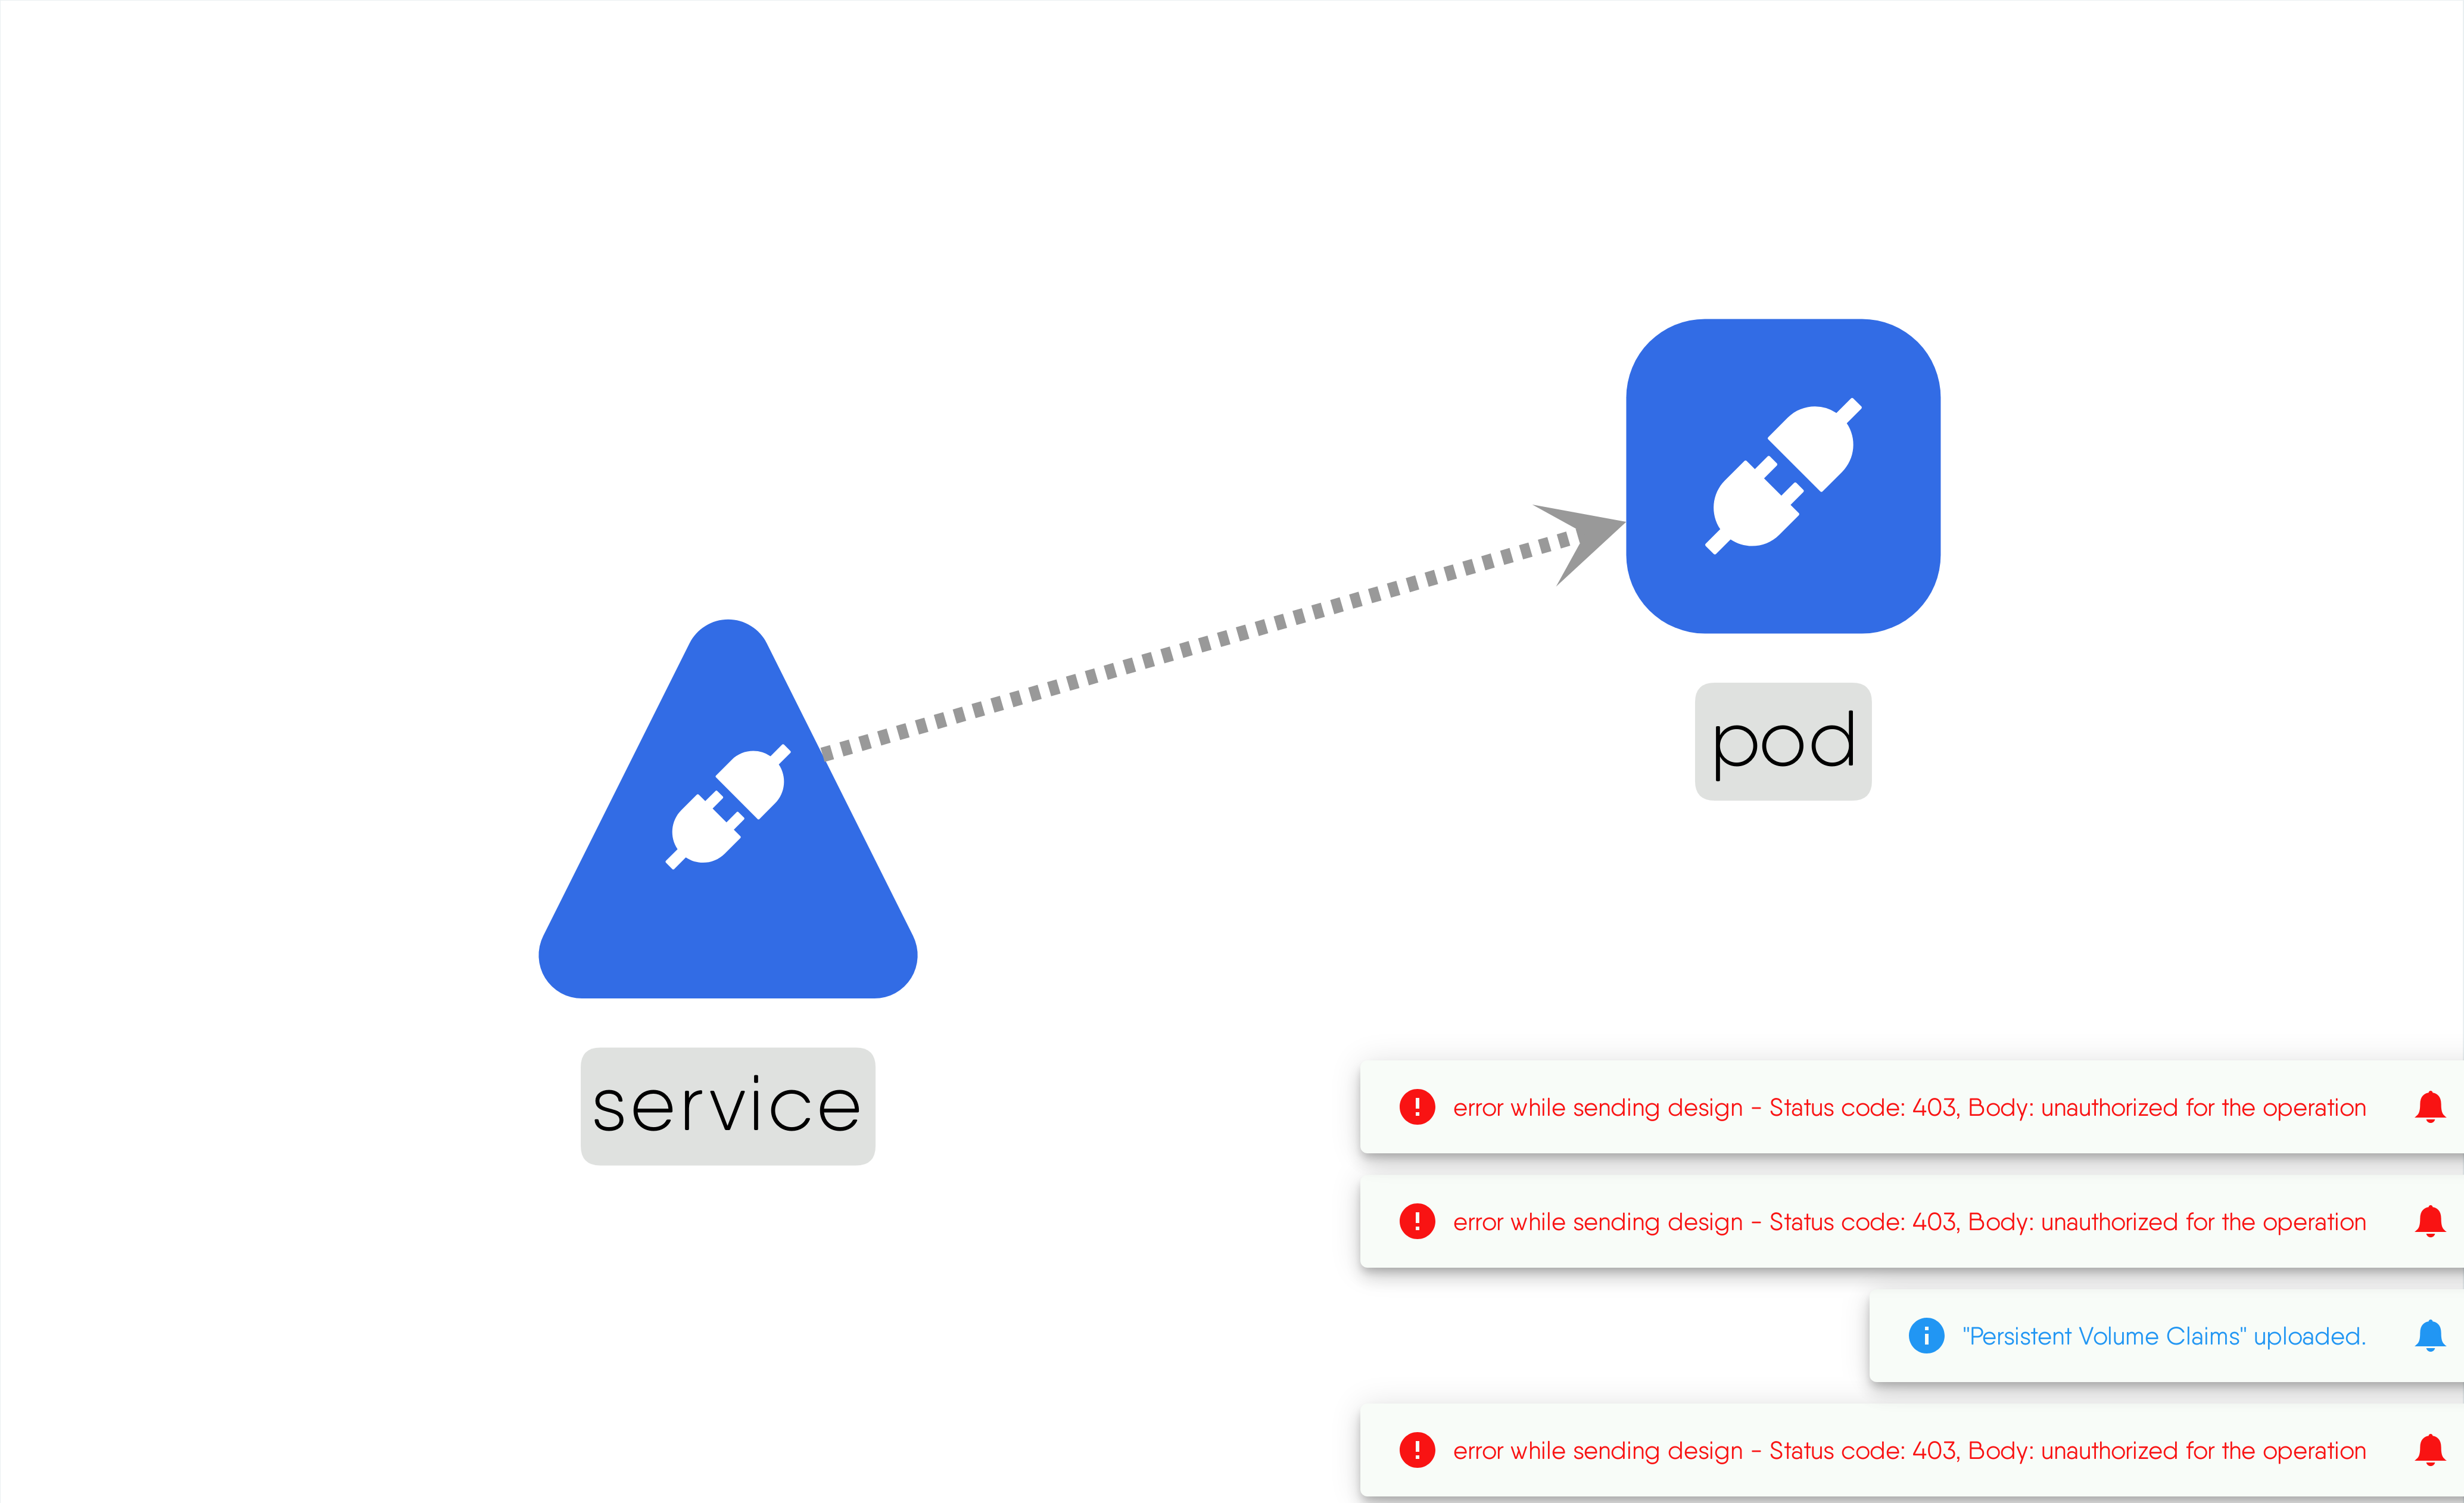 pod
service
error while sending design - Status code: 403, Body: unauthorized for the operation
error while sending design - Status code: 403, Body: unauthorized for the operation
"Persistent Volume Claims" uploaded.
error while sending design - Status code: 403, Body: unauthorized for the operation